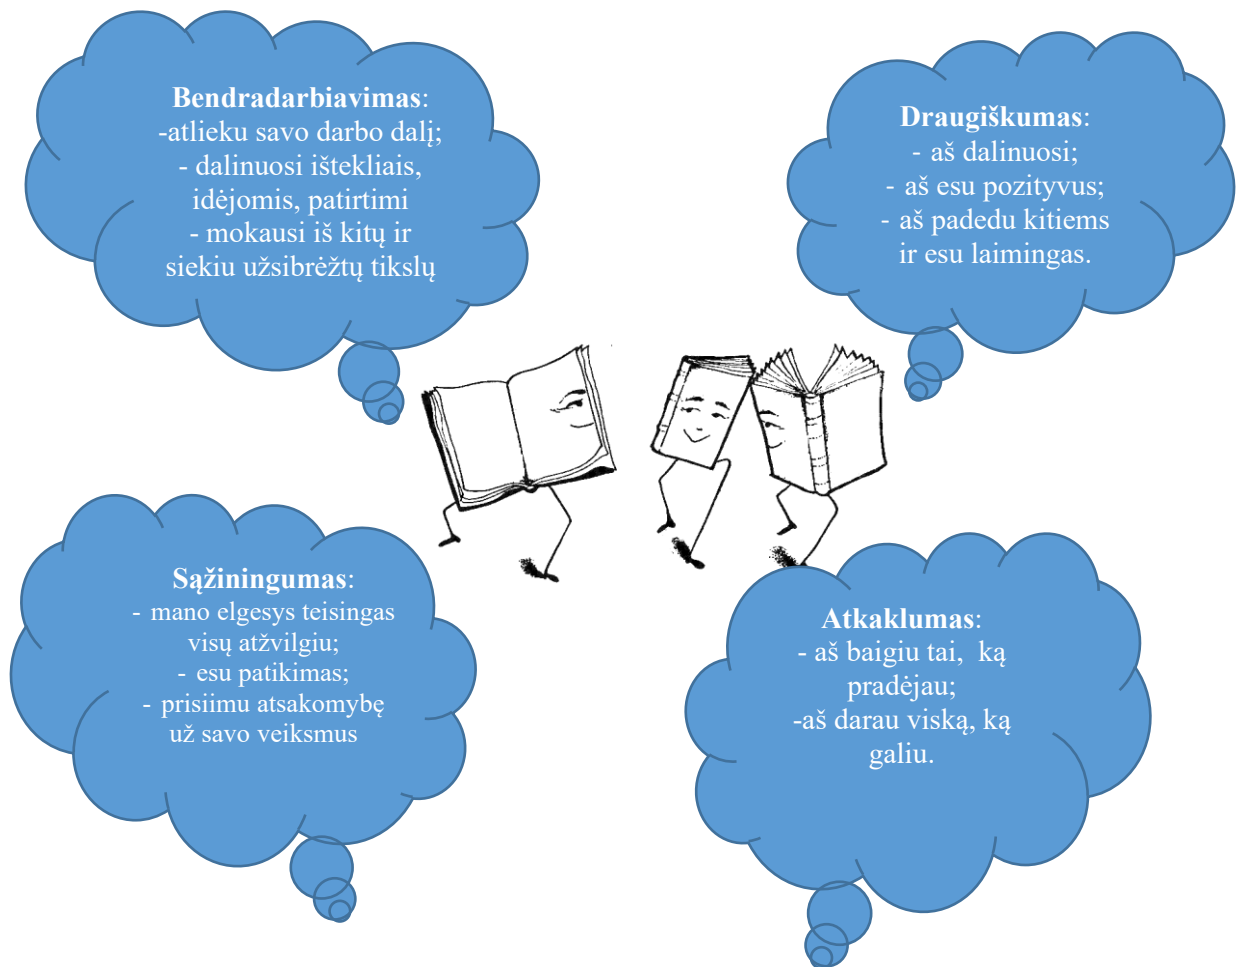 Bendradarbiavimas:
-atlieku savo darbo dalį;
- dalinuosi ištekliais,
idėjomis, patirtimi
- mokausi iš kitų ir
siekiu užsibrėžtų tikslų
Draugiškumas:
- aš dalinuosi;
- aš esu pozityvus;
- aš padedu kitiems
ir esu laimingas.
Sąžiningumas:
- mano elgesys teisingas
visų atžvilgiu;
- esu patikimas;
- prisiimu atsakomybę
už savo veiksmus
Atkaklumas:
- aš baigiu tai,  ką
pradėjau;
-aš darau viską, ką
galiu.